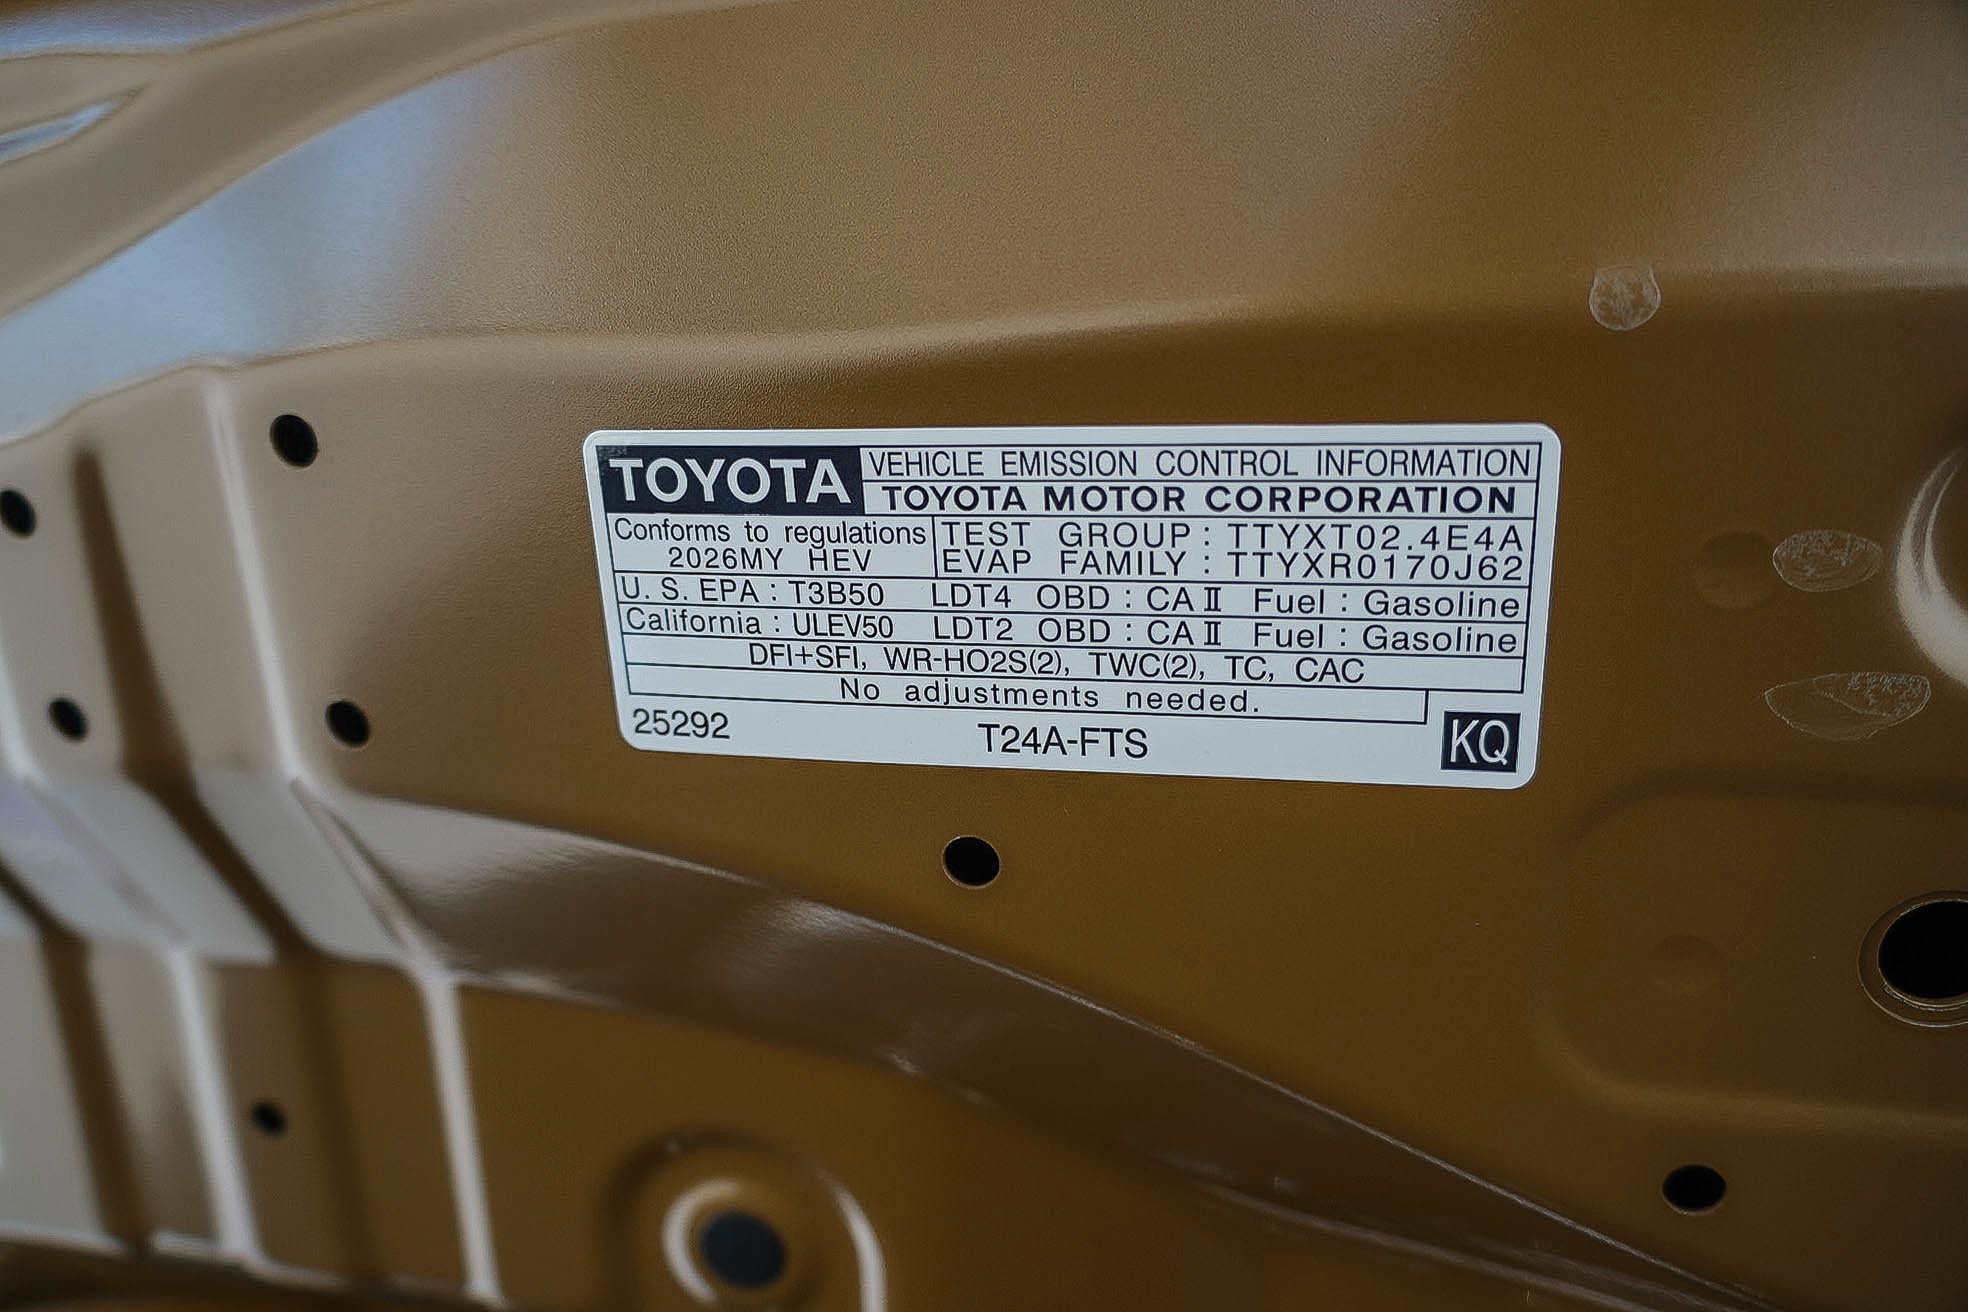 TOYOTA
VEHICLE EMISSION CONTROL INFORMATION
TOYOTA MOTOR CORPORATION
Conforms to regulations
2026MY HEV
TEST GROUP : TTYXT02.4E4A
EVAP FAMILY : TTYXR0170J62
U. S. EPA : T3B50 LDT4 OBD : CA II Fuel : Gasoline
California : ULEV50 LDT2 OBD : CA II Fuel : Gasoline
DFI+SFI, WR-HO2S(2), TWC(2), TC, CAC
No adjustments needed.
25292 T24A-FTS KQ